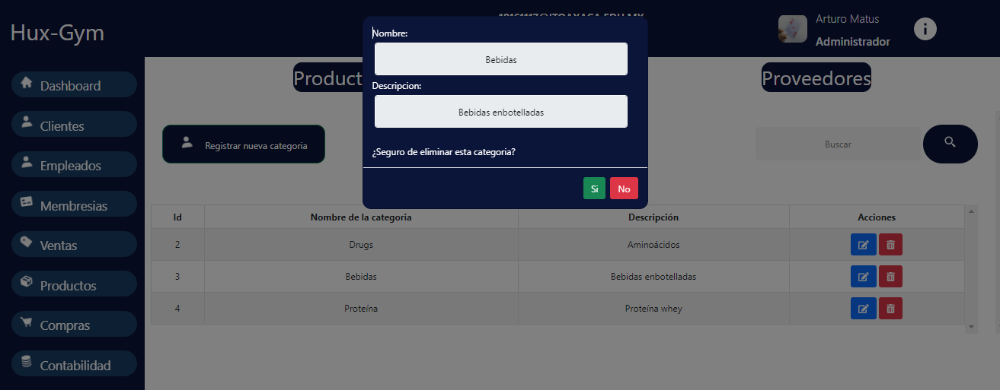 Hux-Gym
Arturo Matus
Administrador
Dashboard
Clientes
Empleados
Membresias
Ventas
Productos
Compras
Contabilidad
Nombre:
Bebidas
Descripcion:
Bebidas enbotelladas
¿Seguro de eliminar esta categoria?
Si No
Proveedores
Registrar nueva categoria
Buscar
Id Nombre de la categoria Descripción Acciones
2 Drugs Aminoácidos
3 Bebidas Bebidas enbotelladas
4 Proteína Proteína whey